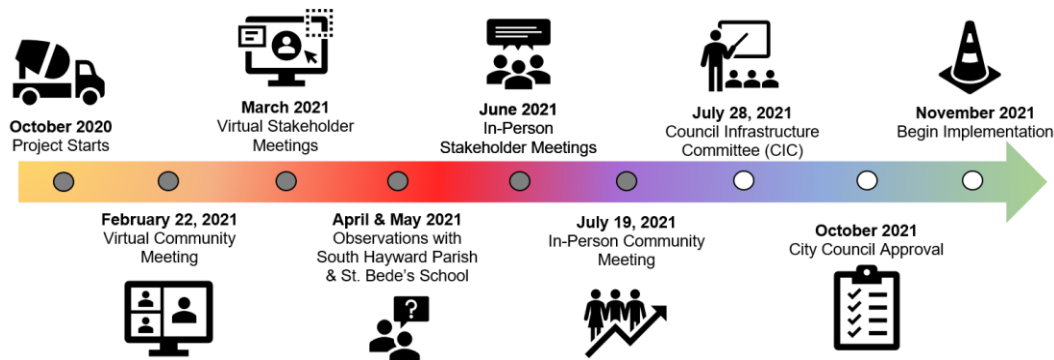 October 2020
Project Starts
February 22, 2021
Virtual Community
Meeting
March 2021
Virtual Stakeholder
Meetings
April & May 2021
Observations with
South Hayward Parish
& St. Bede's School
?
June 2021
In-Person
Stakeholder Meetings
July 19, 2021
In-Person Community
Meeting
July 28, 2021
Council Infrastructure
Committee (CIC)
October 2021
City Council Approval
November 2021
Begin Implementation